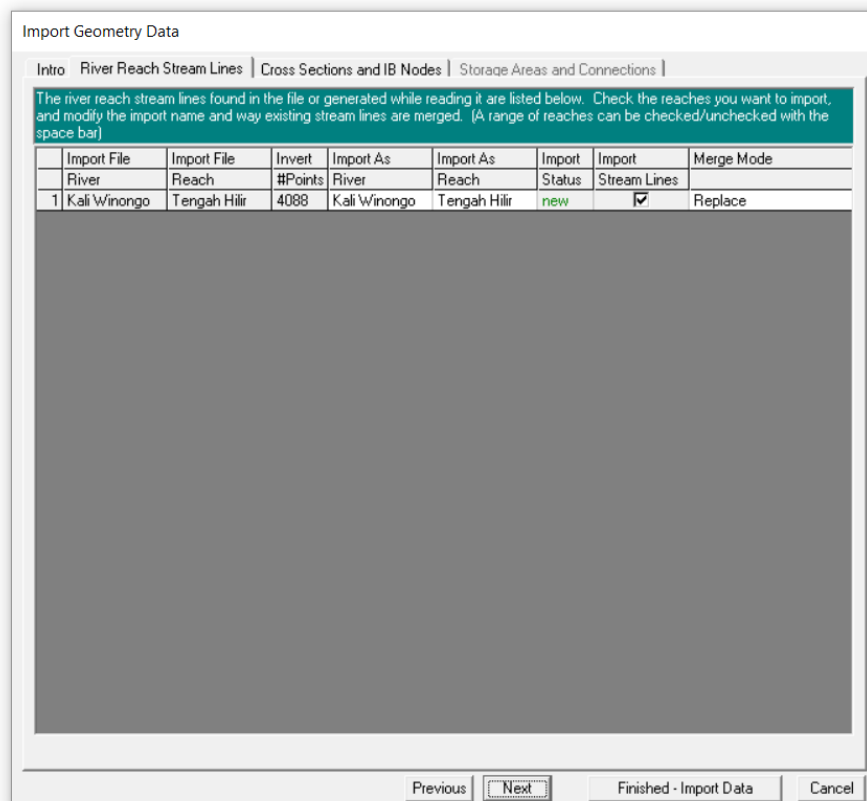 Import Geometry Data
Intro River Reach Stream Lines Cross Sections and IB Nodes Storage Areas and Connections
The river reach stream lines found in the file or generated while reading it are listed below. Check the reaches you want to import,
and modify the import name and way existing stream lines are merged. (A range of reaches can be checked/unchecked with the
space bar)
Import File Import File Invert Import As Import As Import Import Merge Mode
River Reach #Points River Reach Status Stream Lines
1 Kali Winongo Tengah Hilir 4088 Kali Winongo Tengah Hilir new Replace
Previous Next Finished - Import Data Cancel